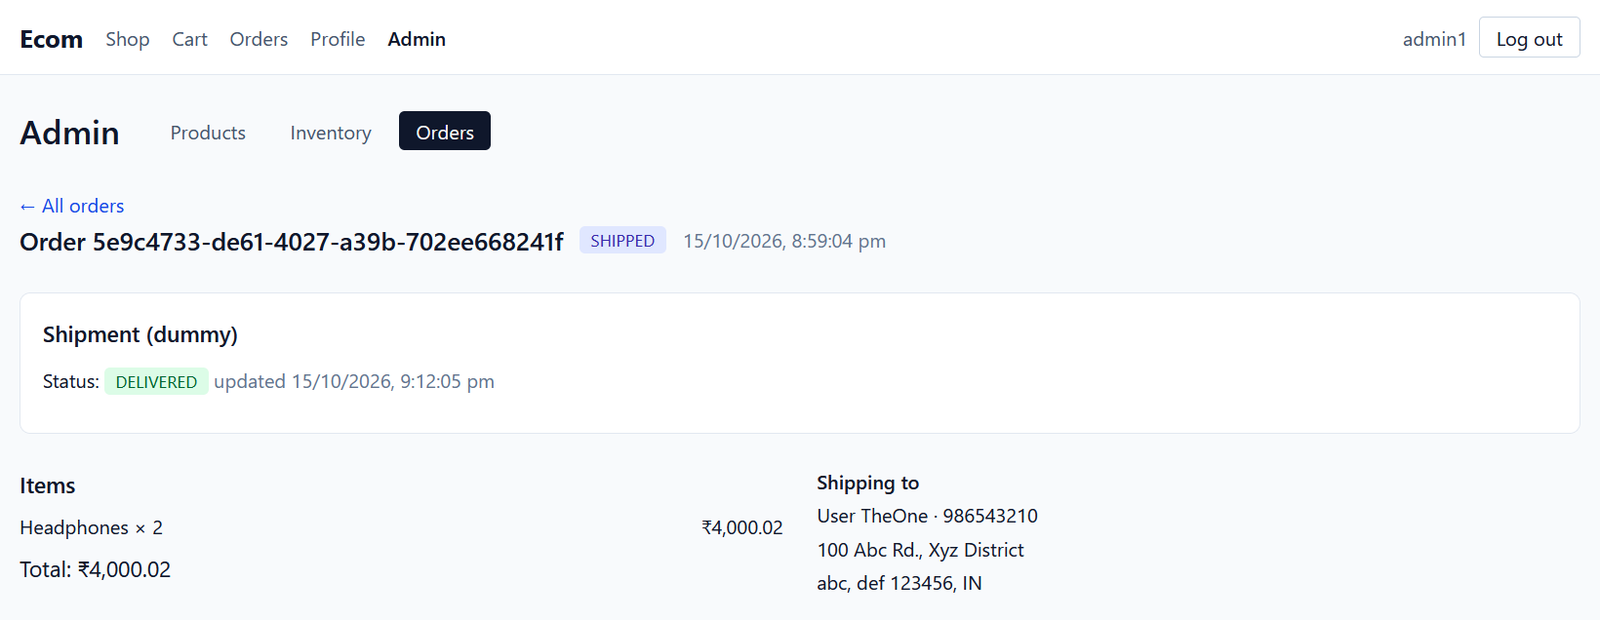 Ecom Shop Cart Orders Profile Admin admin1 Log out
Admin Products Inventory Orders
← All orders
Order 5e9c4733-de61-4027-a39b-702ee668241f SHIPPED 15/10/2026, 8:59:04 pm
Shipment (dummy)
Status: DELIVERED updated 15/10/2026, 9:12:05 pm
Items
Headphones × 2 ₹4,000.02
Total: ₹4,000.02
Shipping to
User TheOne · 986543210
100 Abc Rd., Xyz District
abc, def 123456, IN